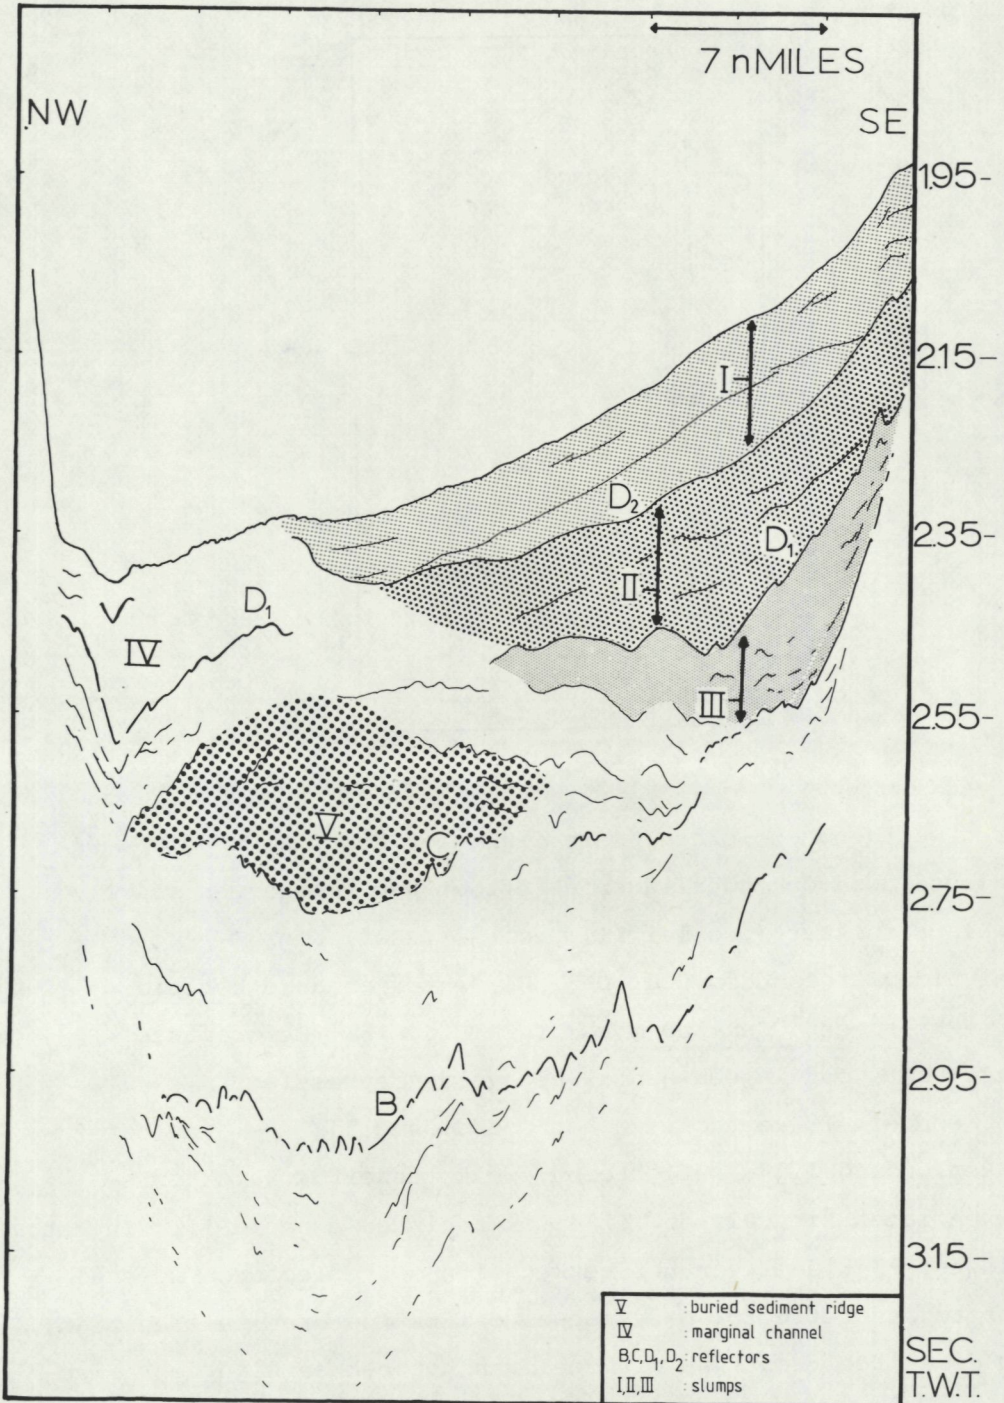 7 nMILES
NW
SE
1.95-
2.15-
I
D₂
2.35-
D₁
II
D₁
IV
III
2.55-
V
C
2.75-
2.95-
B
3.15-
V : buried sediment ridge
IV : marginal channel
B,C,D₁,D₂: reflectors
I,II,III : slumps
SEC.
T.W.T.